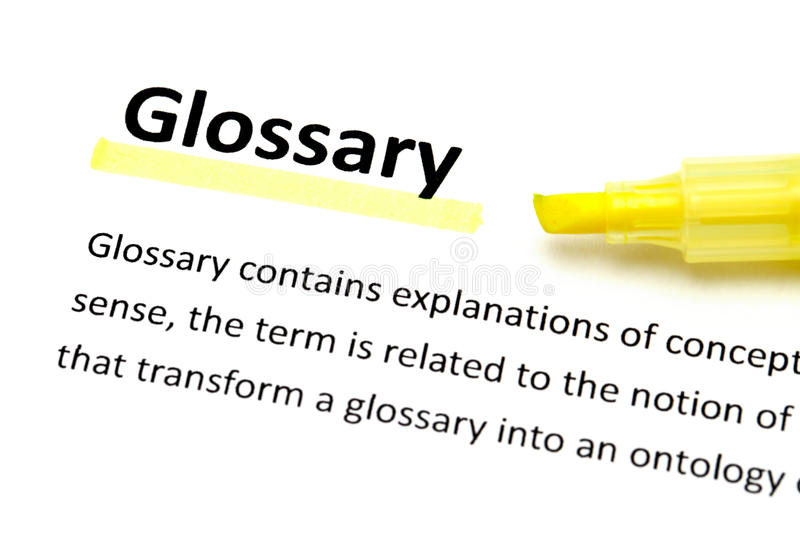 Glossary
Glossary contains explanations of concept
sense, the term is related to the notion of
that transform a glossary into an ontology
dreamstime